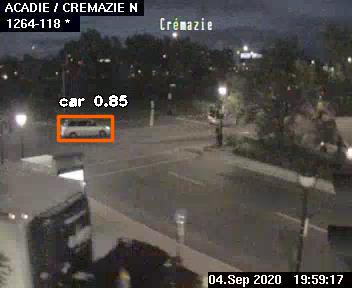 ACADIE / CREMAZIE N
1264-118 *
Crémazie
car 0.85
04.Sep 2020 19:59:17